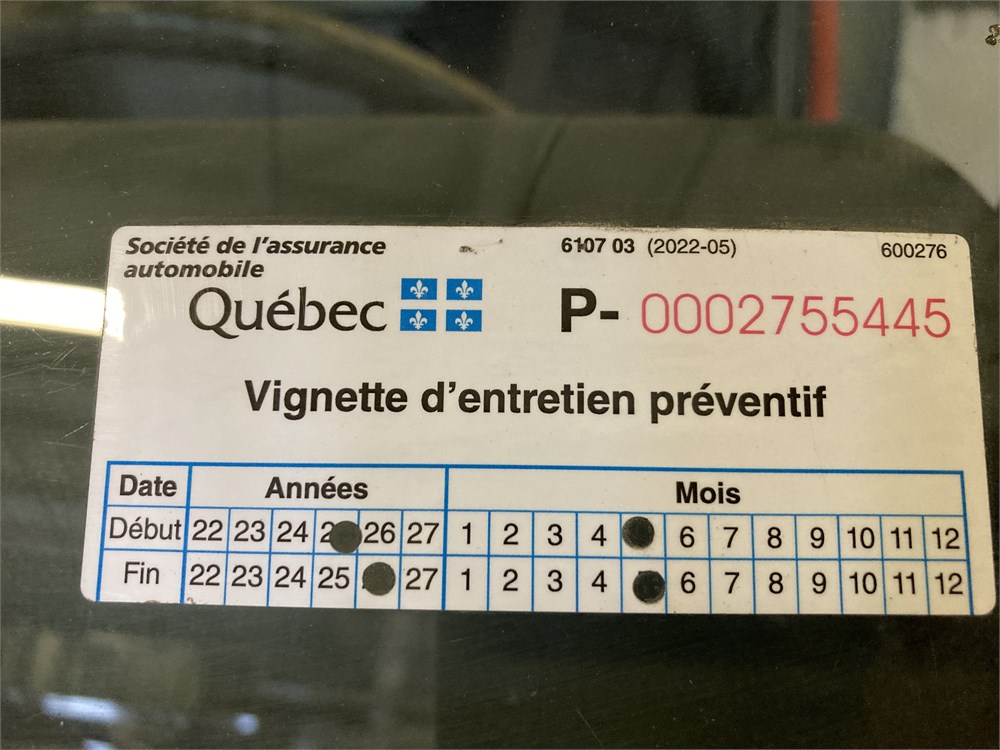 Société de l'assurance
automobile
Québec
6107 03 (2022-05)
600276
P- 0002755445
Vignette d'entretien préventif
Date Années Mois
Début 22 23 24 2 26 27 1 2 3 4 6 7 8 9 10 11 12
Fin 22 23 24 25 27 1 2 3 4 6 7 8 9 10 11 12